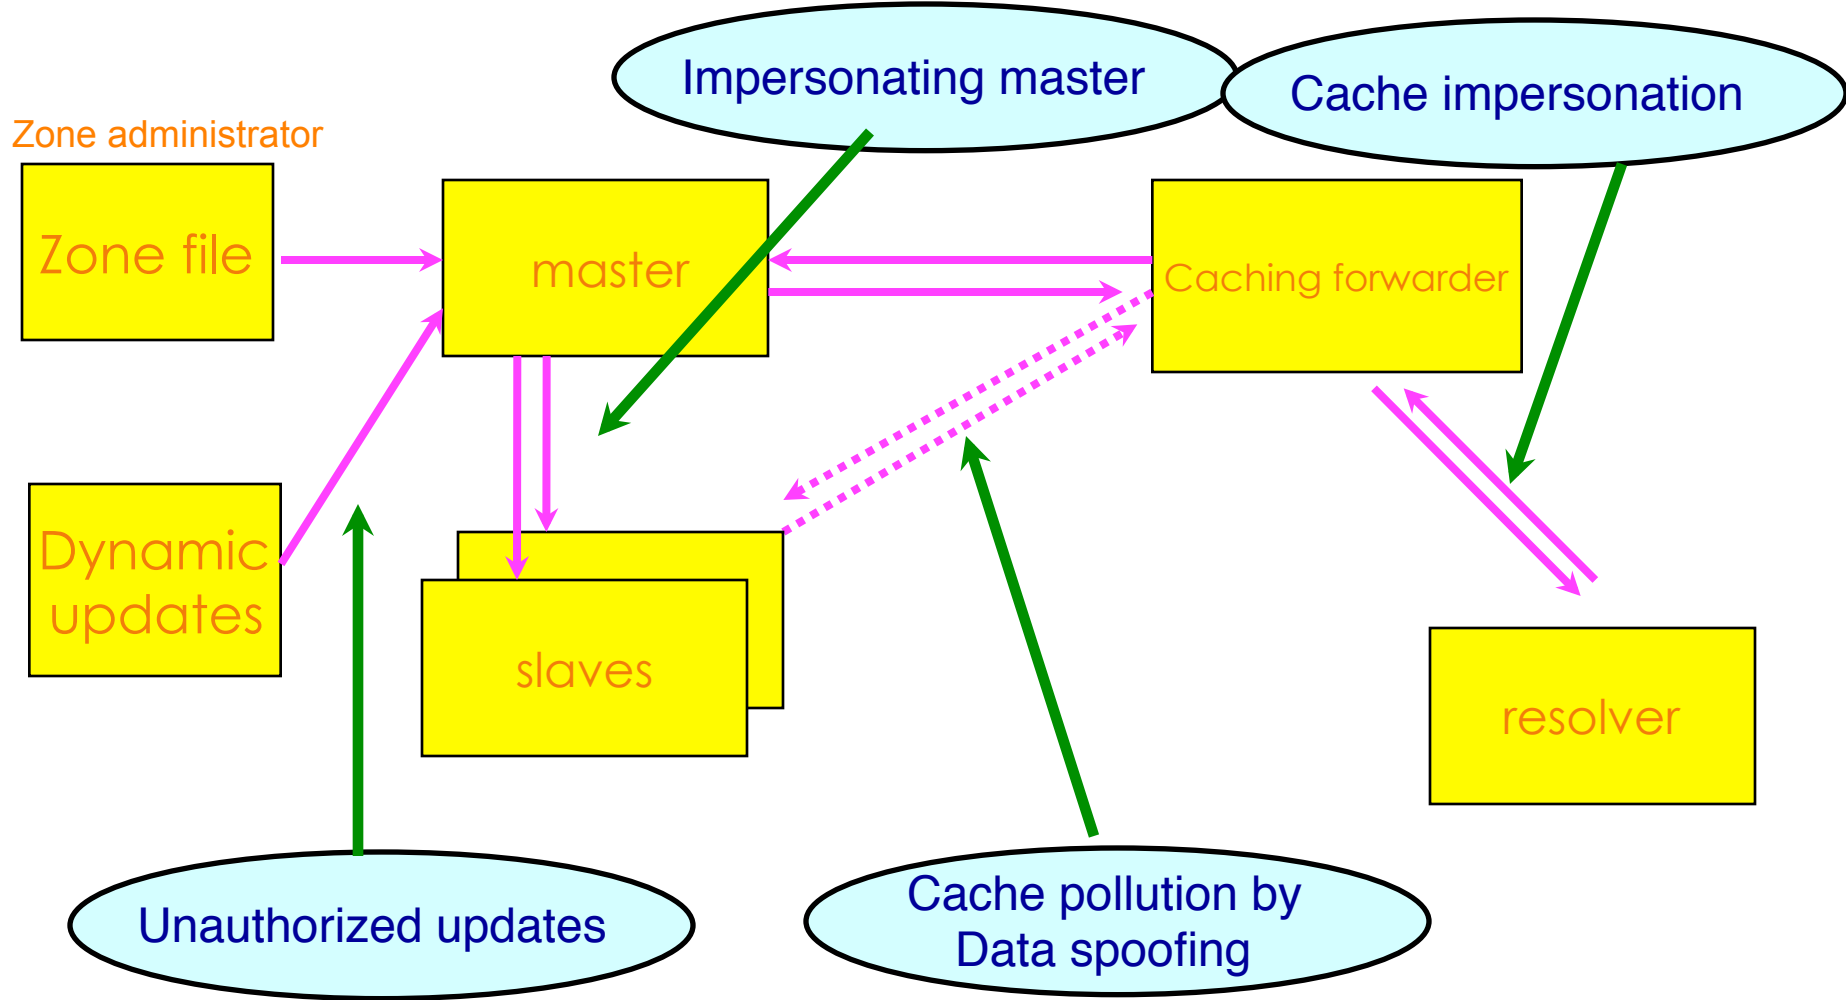 Impersonating master
Cache impersonation
Zone administrator
Zone file
master
Caching forwarder
Dynamic
updates
slaves
resolver
Unauthorized updates
Cache pollution by
Data spoofing